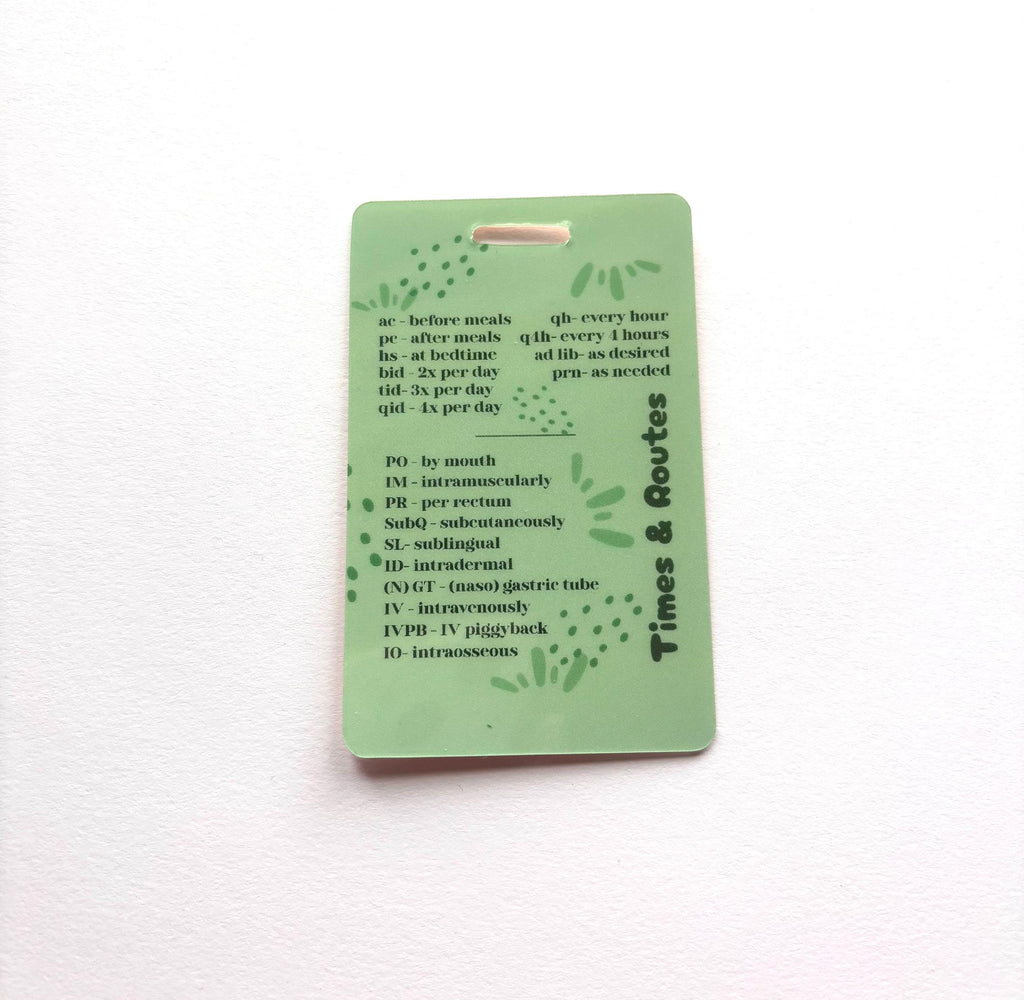 ac - before meals
pc - after meals
hs - at bedtime
bid - 2x per day
tid- 3x per day
qid - 4x per day
qh- every hour
q4h- every 4 hours
ad lib- as desired
prn- as needed
Times & Routes
PO - by mouth
IM - intramuscularly
PR - per rectum
SubQ - subcutaneously
SL- sublingual
ID- intradermal
(N) GT - (naso) gastric tube
IV - intravenously
IVPB - IV piggyback
IO- intraosseous